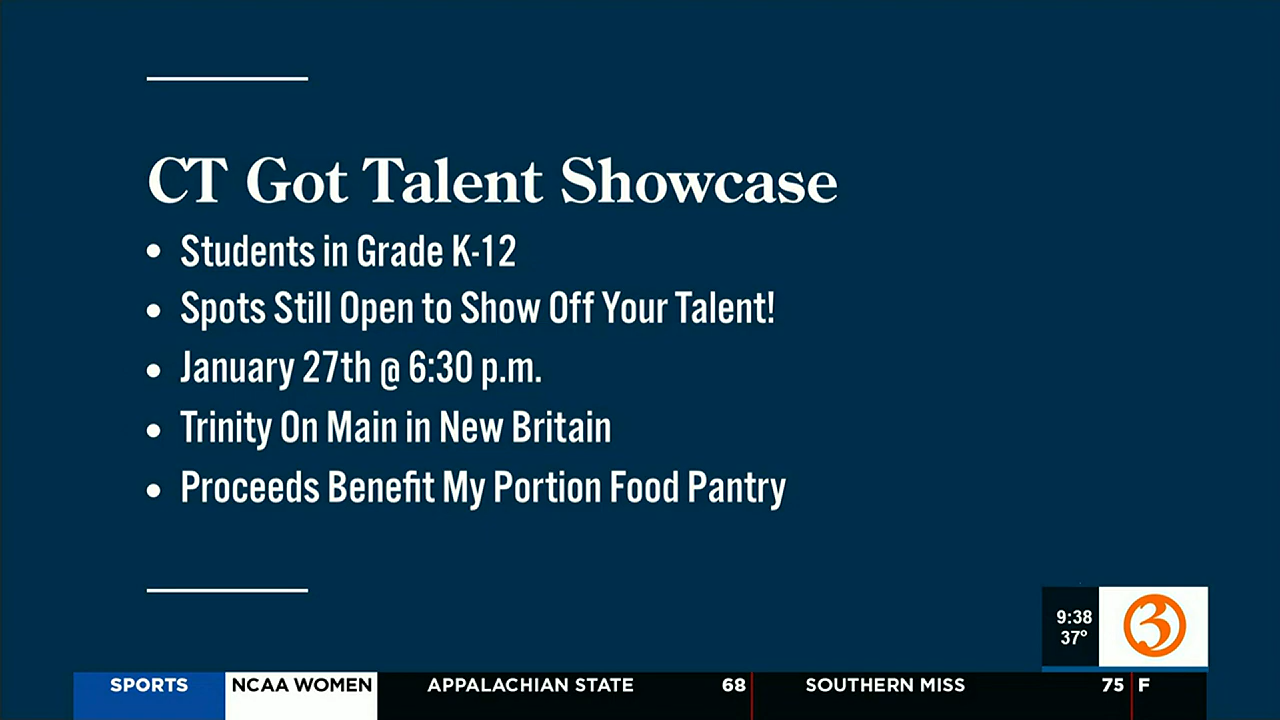 CT Got Talent Showcase
• Students in Grade K-12
• Spots Still Open to Show Off Your Talent!
• January 27th @ 6:30 p.m.
• Trinity On Main in New Britain
• Proceeds Benefit My Portion Food Pantry
9:38
37°
3
SPORTS NCAA WOMEN APPALACHIAN STATE 68 SOUTHERN MISS 75 F